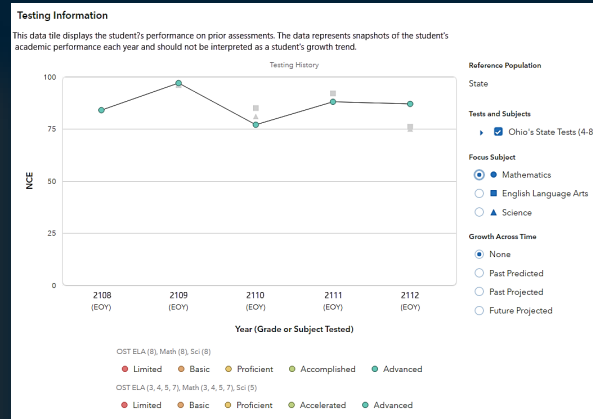 Testing Information
This data tile displays the student?s performance on prior assessments. The data represents snapshots of the student's
academic performance each year and should not be interpreted as a student's growth trend.
Testing History
100
75
50
25
0
NCE
2108
(EOY)
2109
(EOY)
2110
(EOY)
2111
(EOY)
2112
(EOY)
Year (Grade or Subject Tested)
OST ELA (8), Math (8), Sci (8)
Limited Basic Proficient Accomplished Advanced
OST ELA (3, 4, 5, 7), Math (3, 4, 5, 7), Sci (5)
Limited Basic Proficient Accelerated Advanced
Reference Population
State
Tests and Subjects
Ohio's State Tests (4-8
Focus Subject
Mathematics
English Language Arts
Science
Growth Across Time
None
Past Predicted
Past Projected
Future Projected